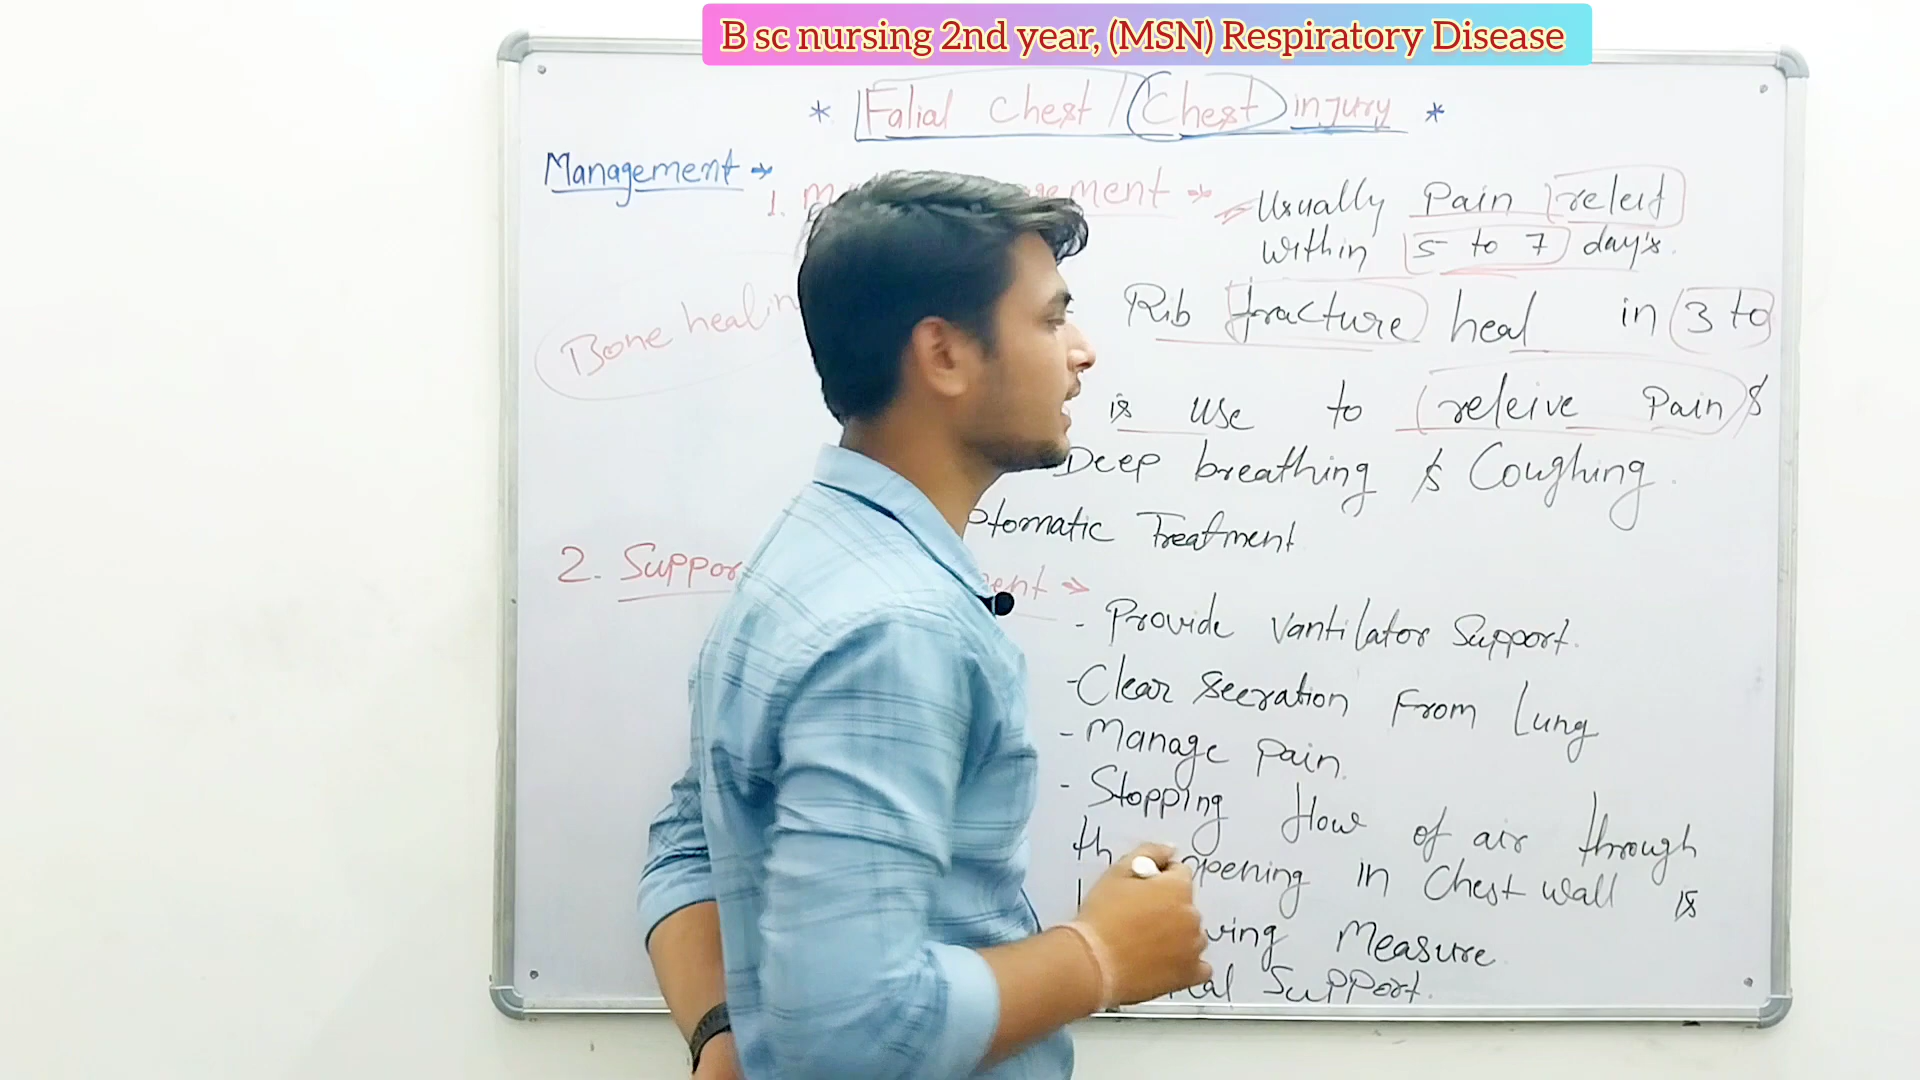 B sc nursing 2nd year, (MSN) Respiratory Disease
* Falial Chest / Chest injury *
Management →
1. → Usually Pain releif
within 5 to 7 day's.
Bone healin
Rib fracture heal in 3 to
is use to releive Pain &
Deep breathing & Coughing.
ptomatic Treatment
2. Suppor ent →
- Provide vantilator Support.
- Clear secration From Lung
- Manage Pain.
- Stopping flow of air through
th opening in Chest wall is
ving Measure
Support.